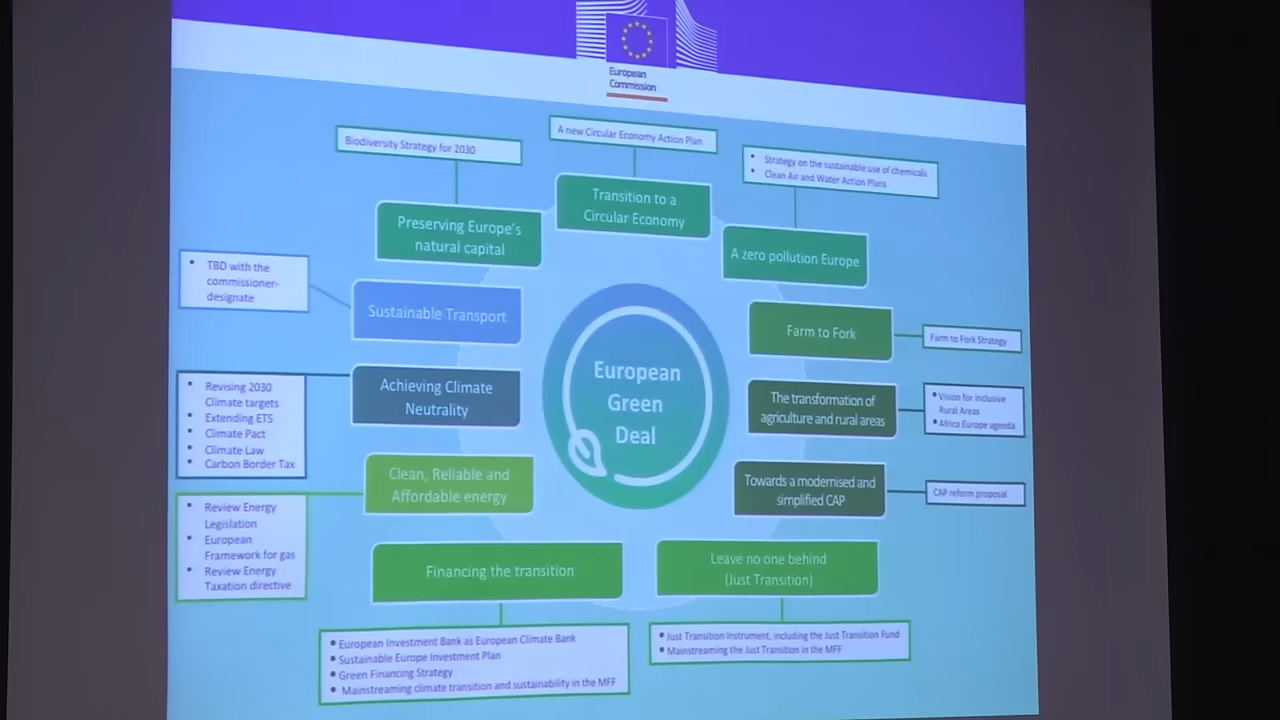 European
Commission
Biodiversity Strategy for 2030
A new Circular Economy Action Plan
• Strategy on the sustainable use of chemicals
• Clean Air and Water Action Plans
Preserving Europe's
natural capital
Transition to a
Circular Economy
A zero pollution Europe
• TBD with the
commissioner-
designate
Sustainable Transport
Farm to Fork
Farm to Fork Strategy
• Revising 2030
Climate targets
• Extending ETS
• Climate Pact
• Climate Law
• Carbon Border Tax
Achieving Climate
Neutrality
European
Green
Deal
The transformation of
agriculture and rural areas
• Vision for Inclusive
Rural Areas
• Africa Europe agenda
• Review Energy
Legislation
• European
Framework for gas
• Review Energy
Taxation directive
Clean, Reliable and
Affordable energy
Towards a modernised and
simplified CAP
CAP reform proposal
Financing the transition
Leave no one behind
(Just Transition)
• European Investment Bank as European Climate Bank
• Sustainable Europe Investment Plan
• Green Financing Strategy
• Mainstreaming climate transition and sustainability in the MFF
• Just Transition Instrument, including the Just Transition Fund
• Mainstreaming the Just Transition in the MFF